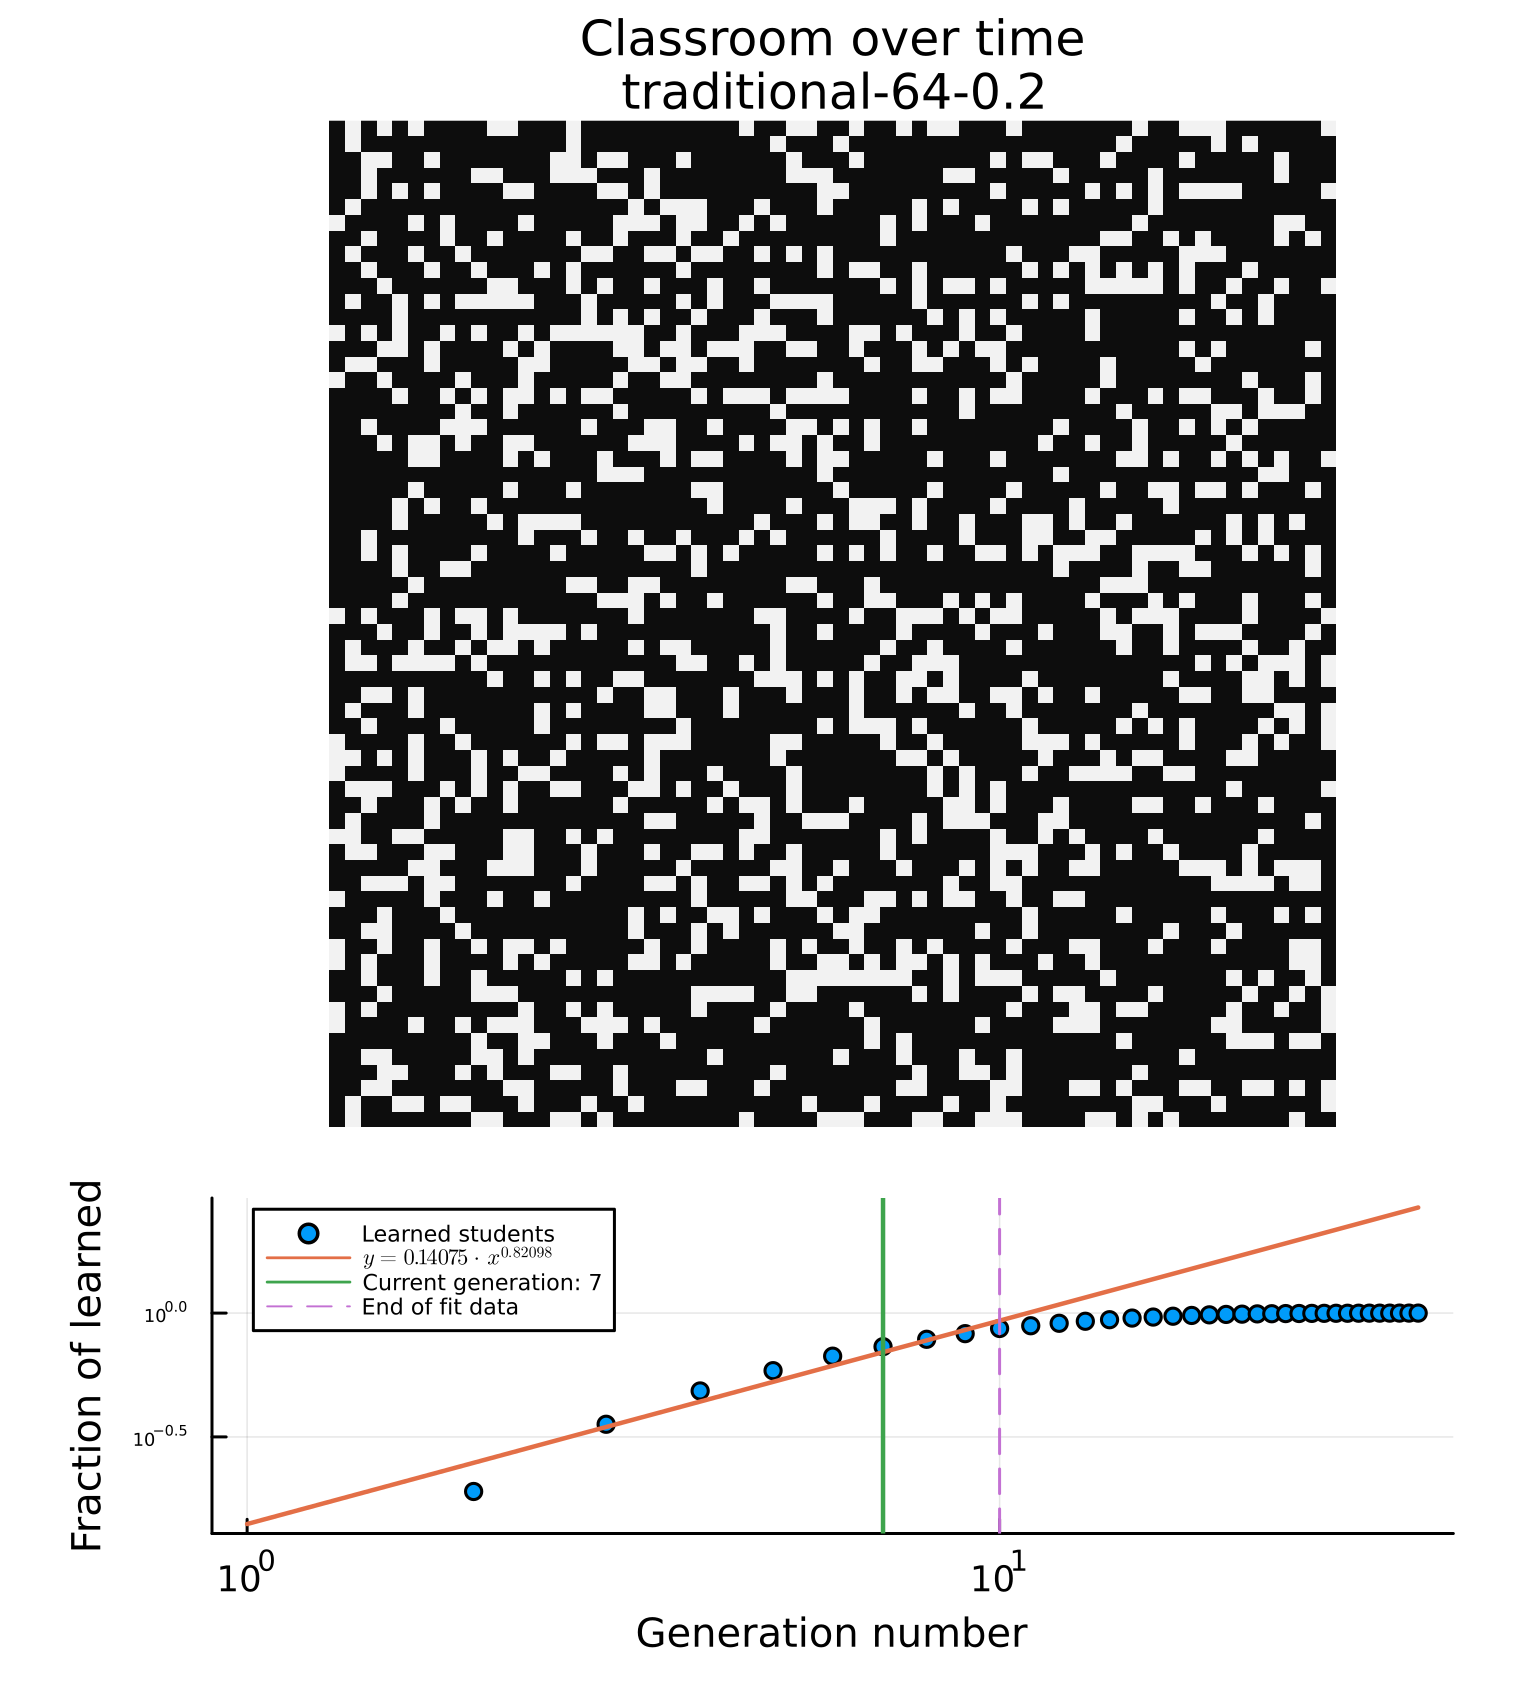 Classroom over time
traditional-64-0.2
Fraction of learned
Learned students
y = 0.14075 · x^0.82098
Current generation: 7
End of fit data
10^0.0
10^−0.5
10^0
10^1
Generation number